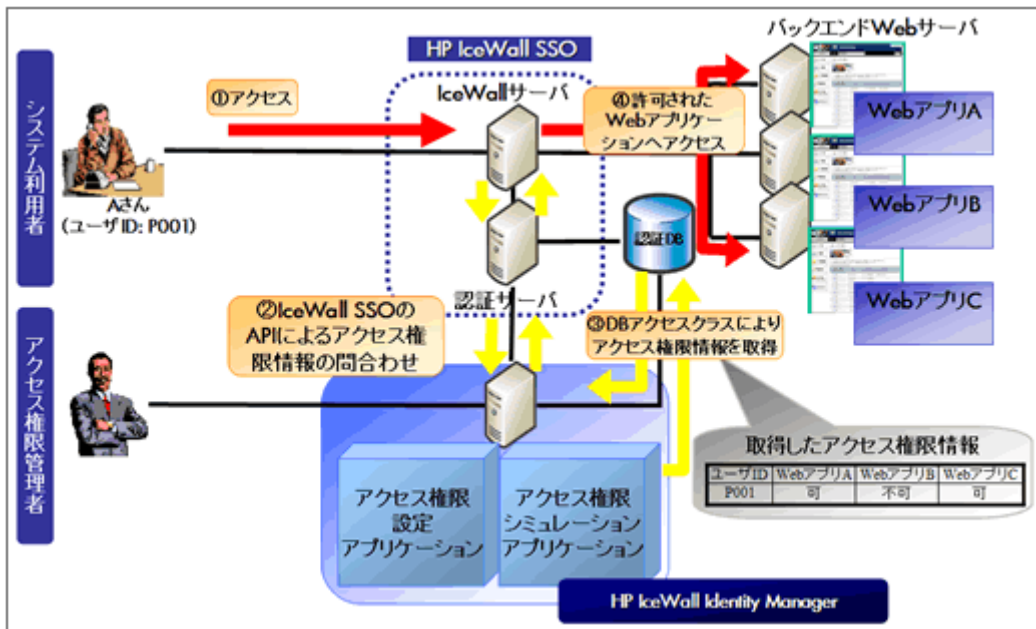 バックエンドWebサーバ
HP IceWall SSO
IceWallサーバ
①アクセス
④許可された
Webアプリケー
ションへアクセス
WebアプリA
WebアプリB
WebアプリC
システム利用者
Aさん
(ユーザID: P001)
認証DB
認証サーバ
②IceWall SSOの
APIによるアクセス権
限情報の問合わせ
③DBアクセスクラスにより
アクセス権限情報を取得
アクセス権限管理者
取得したアクセス権限情報
ユーザID WebアプリA WebアプリB WebアプリC
P001 可 不可 可
アクセス権限
設定
アプリケーション
アクセス権限
シミュレーション
アプリケーション
HP IceWall Identity Manager